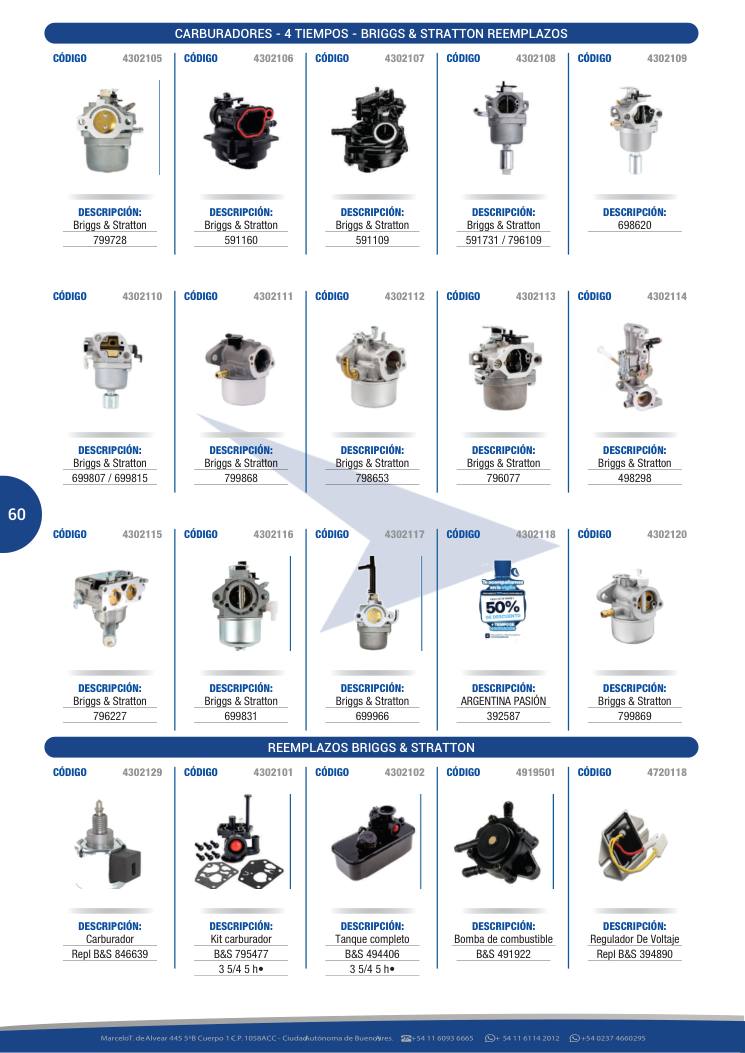 CARBURADORES - 4 TIEMPOS - BRIGGS & STRATTON REEMPLAZOS
CÓDIGO 4302105
DESCRIPCIÓN:
Briggs & Stratton
799728
CÓDIGO 4302106
DESCRIPCIÓN:
Briggs & Stratton
591160
CÓDIGO 4302107
DESCRIPCIÓN:
Briggs & Stratton
591109
CÓDIGO 4302108
DESCRIPCIÓN:
Briggs & Stratton
591731 / 796109
CÓDIGO 4302109
DESCRIPCIÓN:
698620
CÓDIGO 4302110
DESCRIPCIÓN:
Briggs & Stratton
699807 / 699815
CÓDIGO 4302111
DESCRIPCIÓN:
Briggs & Stratton
799868
CÓDIGO 4302112
DESCRIPCIÓN:
Briggs & Stratton
798653
CÓDIGO 4302113
DESCRIPCIÓN:
Briggs & Stratton
796077
CÓDIGO 4302114
DESCRIPCIÓN:
Briggs & Stratton
498298
60
CÓDIGO 4302115
DESCRIPCIÓN:
Briggs & Stratton
796227
CÓDIGO 4302116
DESCRIPCIÓN:
Briggs & Stratton
699831
CÓDIGO 4302117
DESCRIPCIÓN:
Briggs & Stratton
699966
CÓDIGO 4302118
50%
DE DESCUENTO
DESCRIPCIÓN:
ARGENTINA PASIÓN
392587
CÓDIGO 4302120
DESCRIPCIÓN:
Briggs & Stratton
799869
REEMPLAZOS BRIGGS & STRATTON
CÓDIGO 4302129
DESCRIPCIÓN:
Carburador
Repl B&S 846639
CÓDIGO 4302101
DESCRIPCIÓN:
Kit carburador
B&S 795477
3 5/4 5 h•
CÓDIGO 4302102
DESCRIPCIÓN:
Tanque completo
B&S 494406
3 5/4 5 h•
CÓDIGO 4919501
DESCRIPCIÓN:
Bomba de combustible
B&S 491922
CÓDIGO 4720118
DESCRIPCIÓN:
Regulador De Voltaje
Repl B&S 394890
MarceloT. de Alvear 445 5ºB Cuerpo 1 C.P. 1058ACC - Ciudad Autónoma de Buenos Aires. +54 11 6093 6665 + 54 11 6114 2012 +54 0237 4660295